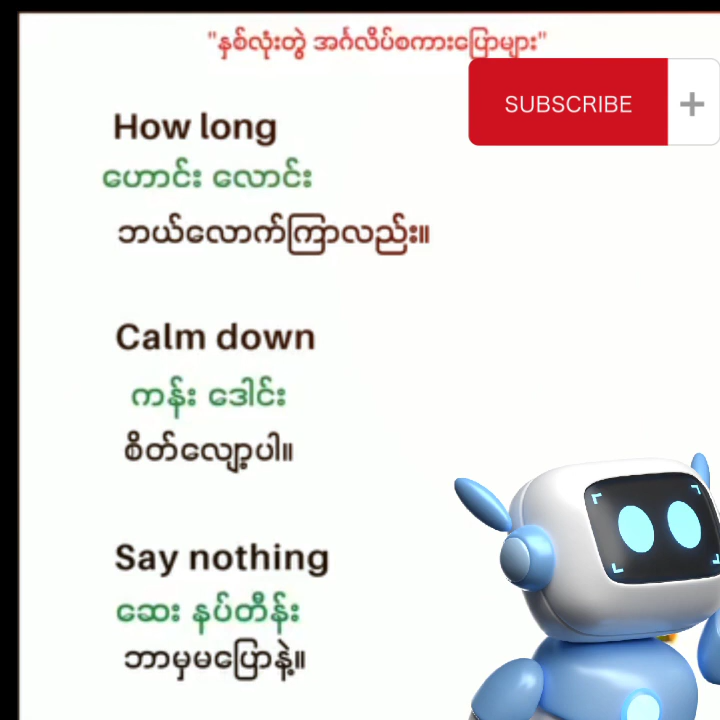 "နှစ်လုံးတွဲ အင်္ဂလိပ်စကားပြောများ"
SUBSCRIBE +
How long
ဟောင်း လောင်း
ဘယ်လောက်ကြာလည်း။
Calm down
ကန်း ဒေါင်း
စိတ်လျော့ပါ။
Say nothing
ဆေး နပ်တီန်း
ဘာမှမပြောနဲ့။